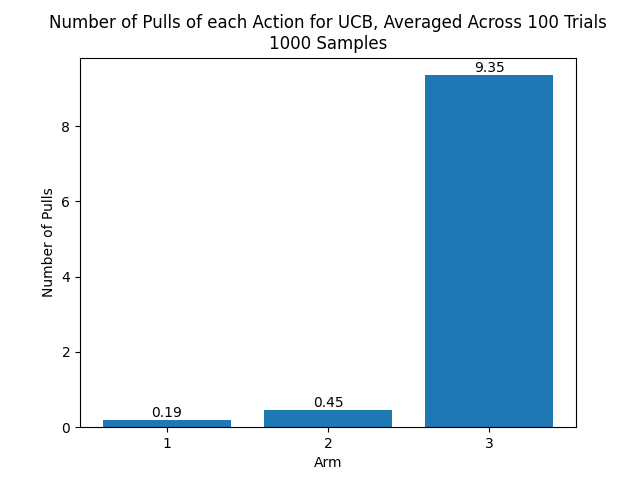 Number of Pulls of each Action for UCB, Averaged Across 100 Trials
1000 Samples
9.35
8
6
Number of Pulls
4
2
0.45
0.19
0
1 2 3
Arm